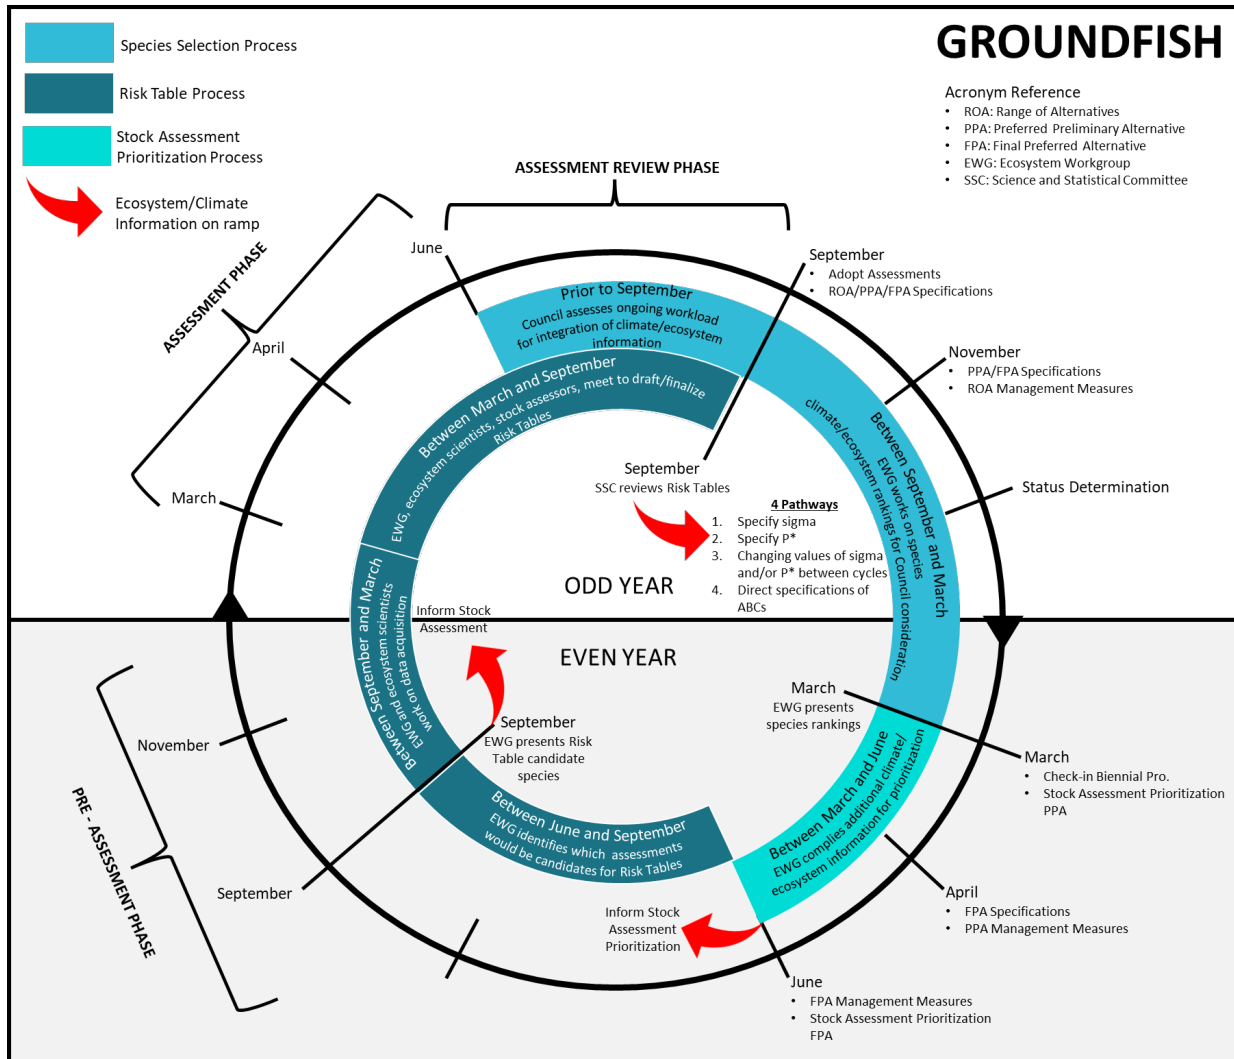 GROUNDFISH
Species Selection Process
Risk Table Process
Stock Assessment
Prioritization Process
Ecosystem/Climate
Information on ramp
Acronym Reference
• ROA: Range of Alternatives
• PPA: Preferred Preliminary Alternative
• FPA: Final Preferred Alternative
• EWG: Ecosystem Workgroup
• SSC: Science and Statistical Committee
ASSESSMENT REVIEW PHASE
ASSESSMENT PHASE
June
April
March
September
• Adopt Assessments
• ROA/PPA/FPA Specifications
November
• PPA/FPA Specifications
• ROA Management Measures
Status Determination
Prior to September
Council assesses ongoing workload
for integration of climate/ecosystem
information
Between March and September
EWG, ecosystem scientists, stock assessors, meet to draft/finalize
Risk Tables
Between September and March
EWG works on species
climate/ecosystem rankings for Council consideration
September
SSC reviews Risk Tables
4 Pathways
1. Specify sigma
2. Specify P*
3. Changing values of sigma
and/or P* between cycles
4. Direct specifications of
ABCs
ODD YEAR
Inform Stock
Assessment
Between September and March
EWG and ecosystem scientists
work on data acquisition
EVEN YEAR
March
EWG presents
species rankings
September
EWG presents Risk
Table candidate
species
November
PRE - ASSESSMENT PHASE
September
Between June and September
EWG identifies which assessments
would be candidates for Risk Tables
Between March and June
EWG complies additional climate/
ecosystem information for prioritization
March
• Check-in Biennial Pro.
• Stock Assessment Prioritization
PPA
April
• FPA Specifications
• PPA Management Measures
Inform Stock
Assessment
Prioritization
June
• FPA Management Measures
• Stock Assessment Prioritization
FPA